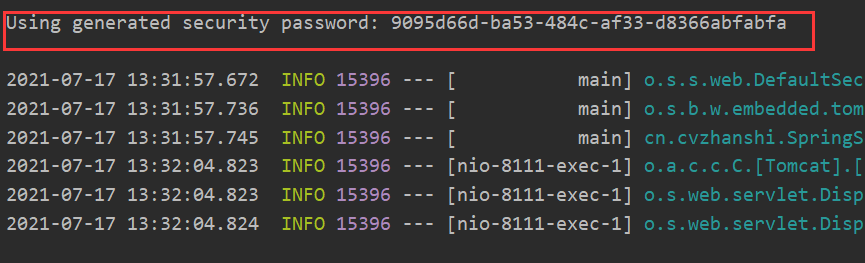 Using generated security password: 9095d66d-ba53-484c-af33-d8366abfabfa
2021-07-17 13:31:57.672  INFO 15396 --- [           main] o.s.s.web.DefaultSec
2021-07-17 13:31:57.736  INFO 15396 --- [           main] o.s.b.w.embedded.tom
2021-07-17 13:31:57.745  INFO 15396 --- [           main] cn.cvzhanshi.SpringS
2021-07-17 13:32:04.823  INFO 15396 --- [nio-8111-exec-1] o.a.c.c.C.[Tomcat].[
2021-07-17 13:32:04.823  INFO 15396 --- [nio-8111-exec-1] o.s.web.servlet.Disp
2021-07-17 13:32:04.824  INFO 15396 --- [nio-8111-exec-1] o.s.web.servlet.Disp